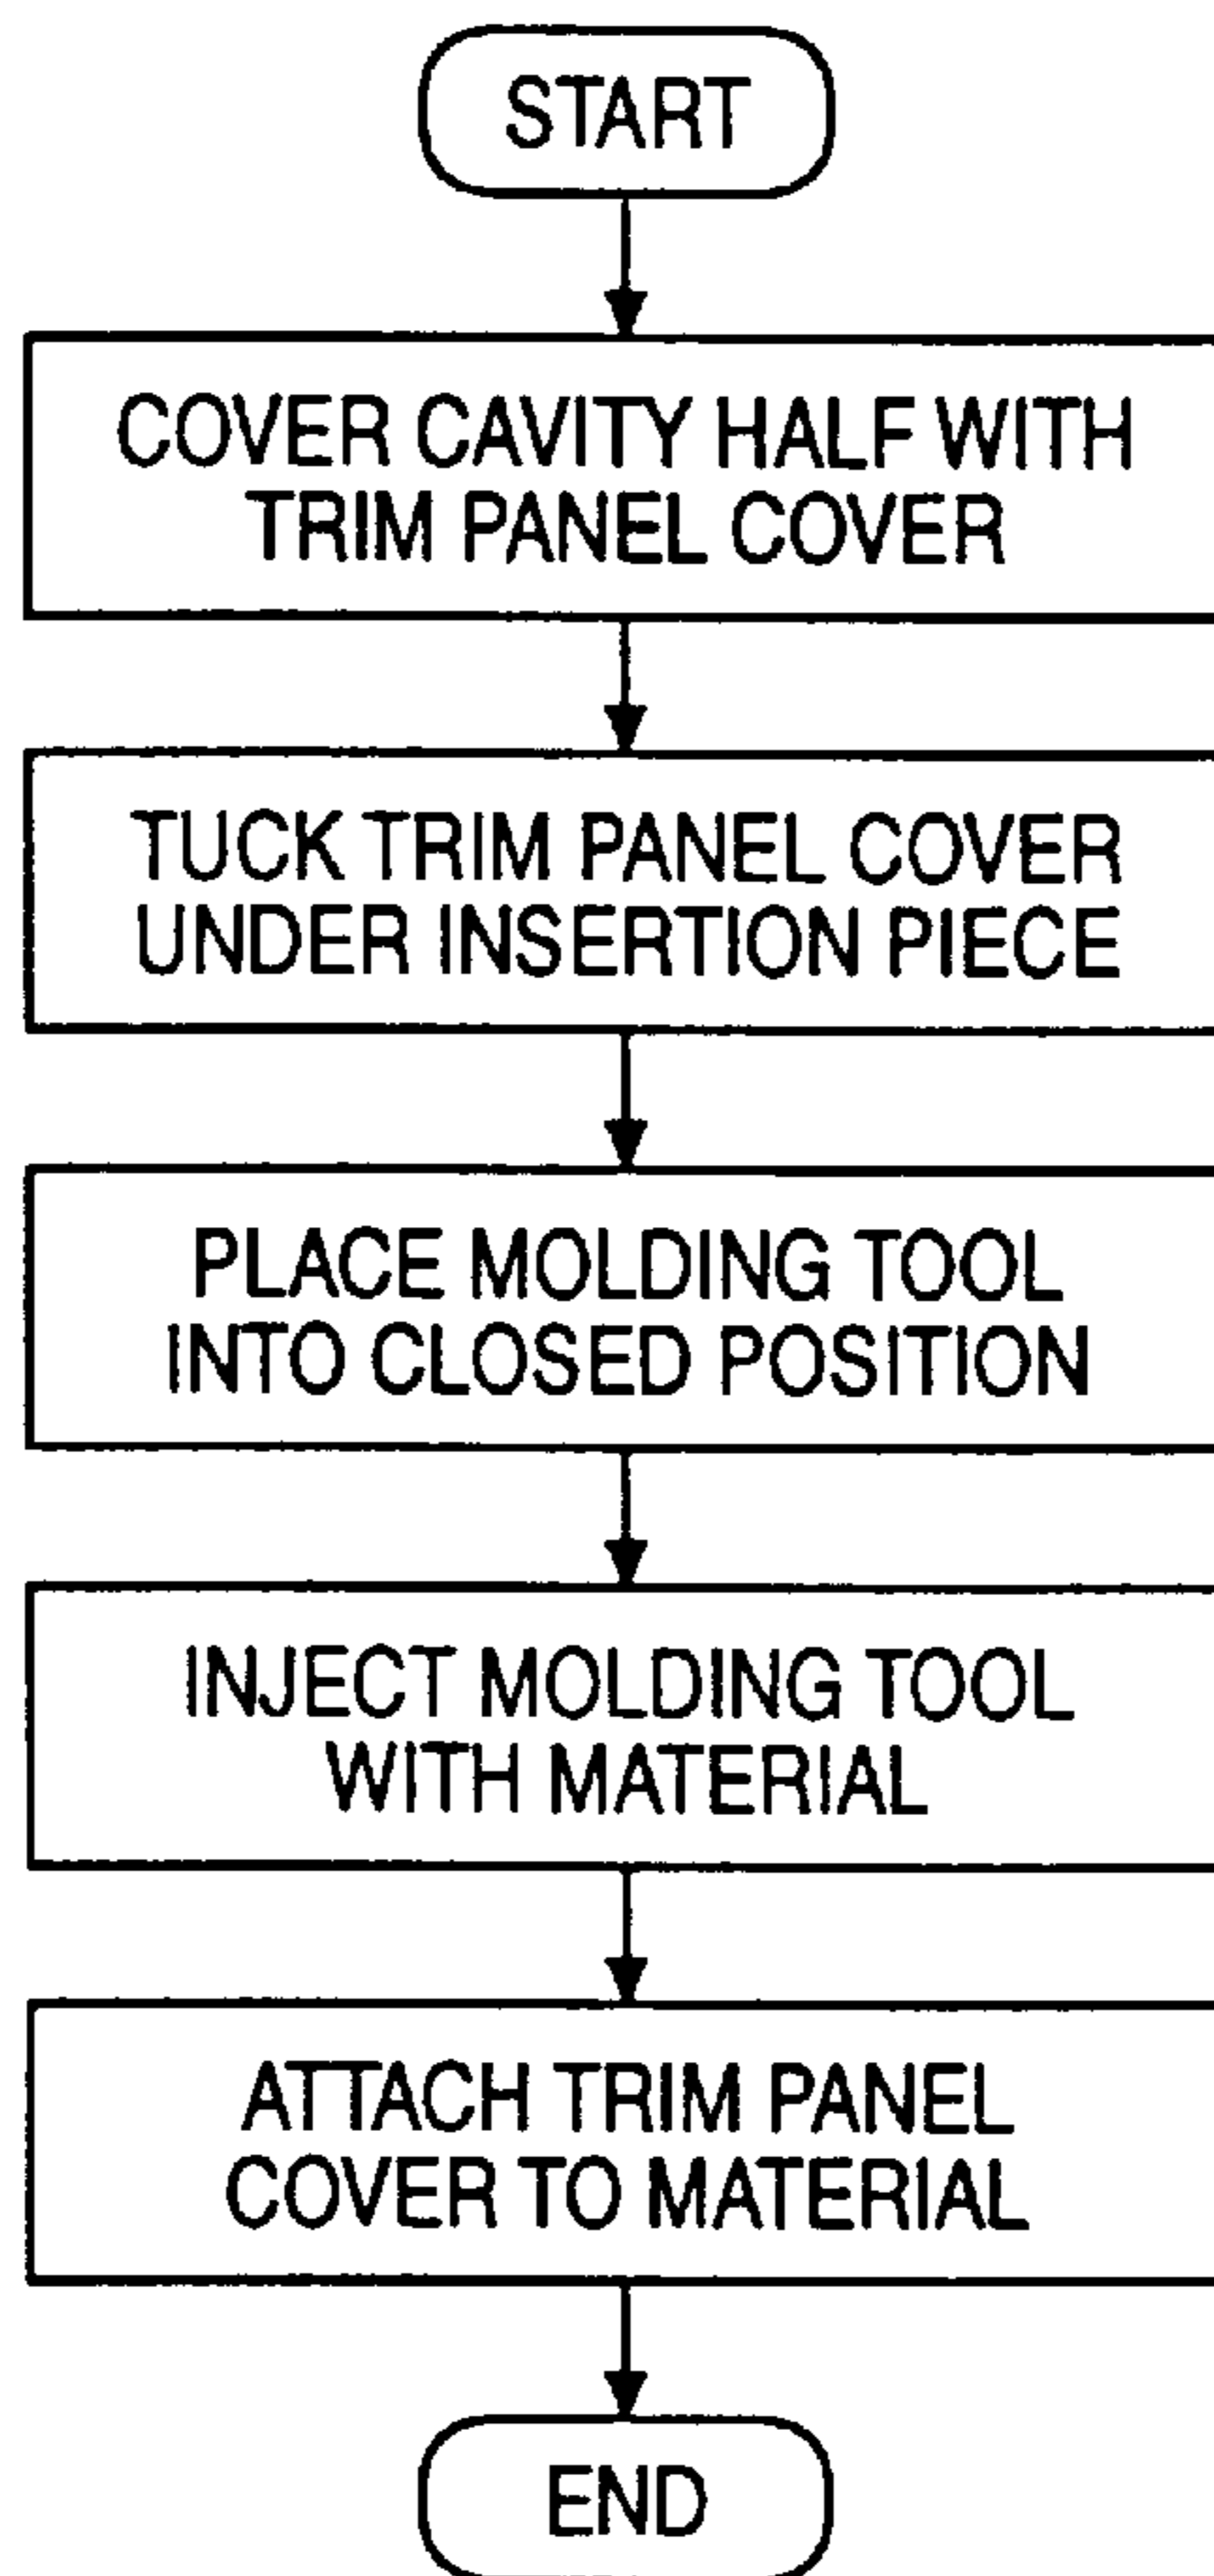 START
COVER CAVITY HALF WITH
TRIM PANEL COVER
TUCK TRIM PANEL COVER
UNDER INSERTION PIECE
PLACE MOLDING TOOL
INTO CLOSED POSITION
INJECT MOLDING TOOL
WITH MATERIAL
ATTACH TRIM PANEL
COVER TO MATERIAL
END